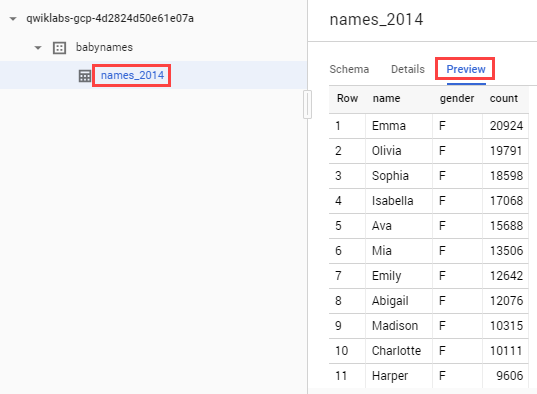 qwiklabs-gcp-4d2824d50e61e07a
babynames
names_2014
names_2014
Schema Details Preview
Row name gender count
1 Emma F 20924
2 Olivia F 19791
3 Sophia F 18598
4 Isabella F 17068
5 Ava F 15688
6 Mia F 13506
7 Emily F 12642
8 Abigail F 12076
9 Madison F 10315
10 Charlotte F 10111
11 Harper F 9606